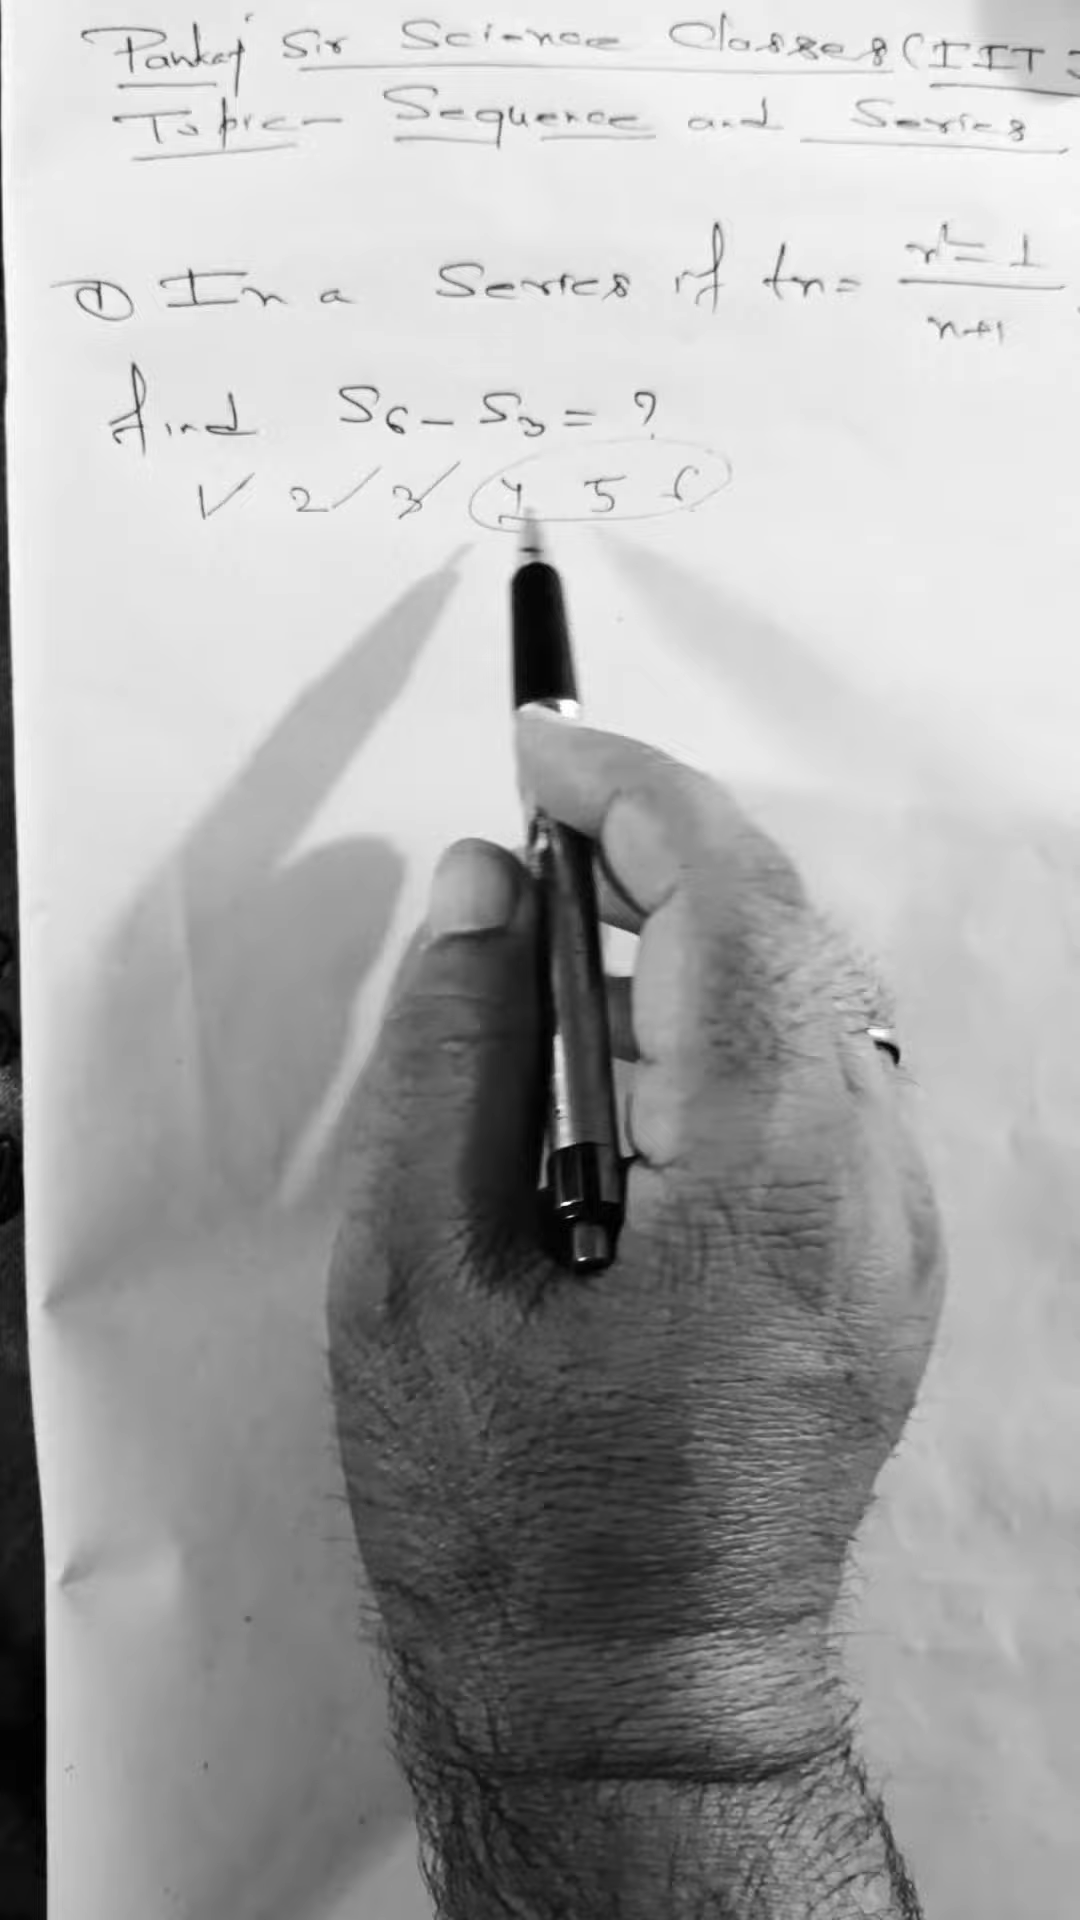 Pankaj Sir Science Classes (IIT
Topic - Sequence and Series
① In a Series if tn = n² - 1 / n+1
find S6 - S3 = ?
1 2 3 4 5 6